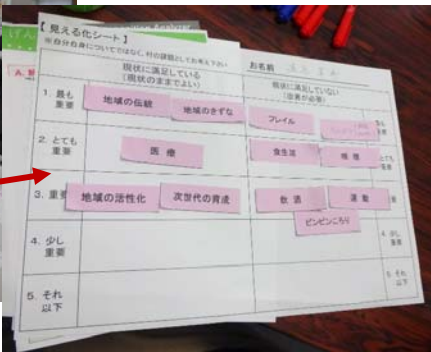 【 見える化シート 】
※自分自身についてではなく、村の課題としてお考え下さい
お名前
現状に満足している
(現状のままでよい)
現状に満足していない
(改善が必要)
1. 最も
重要
地域の伝統
地域のきずな
フレイル
2. とても
重要
医 療
食生活
とても
重要
3. 重要
地域の活性化
次世代の育成
飲 酒
運 動
ピンピンころり
4. 少し
重要
4. 少し
重要
5. それ
以下
5. それ
以下